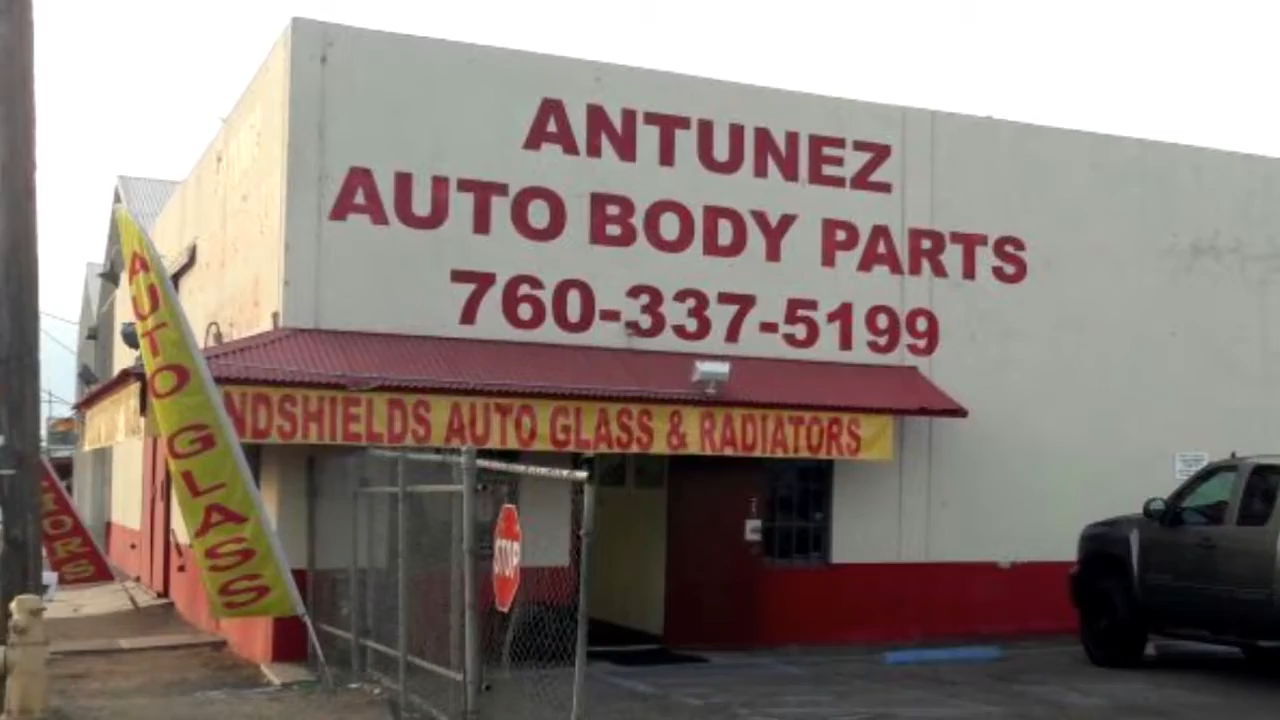 ANTUNEZ
AUTO BODY PARTS
760-337-5199
NDSHIELDS AUTO GLASS & RADIATORS
AUTO GLASS
STOP